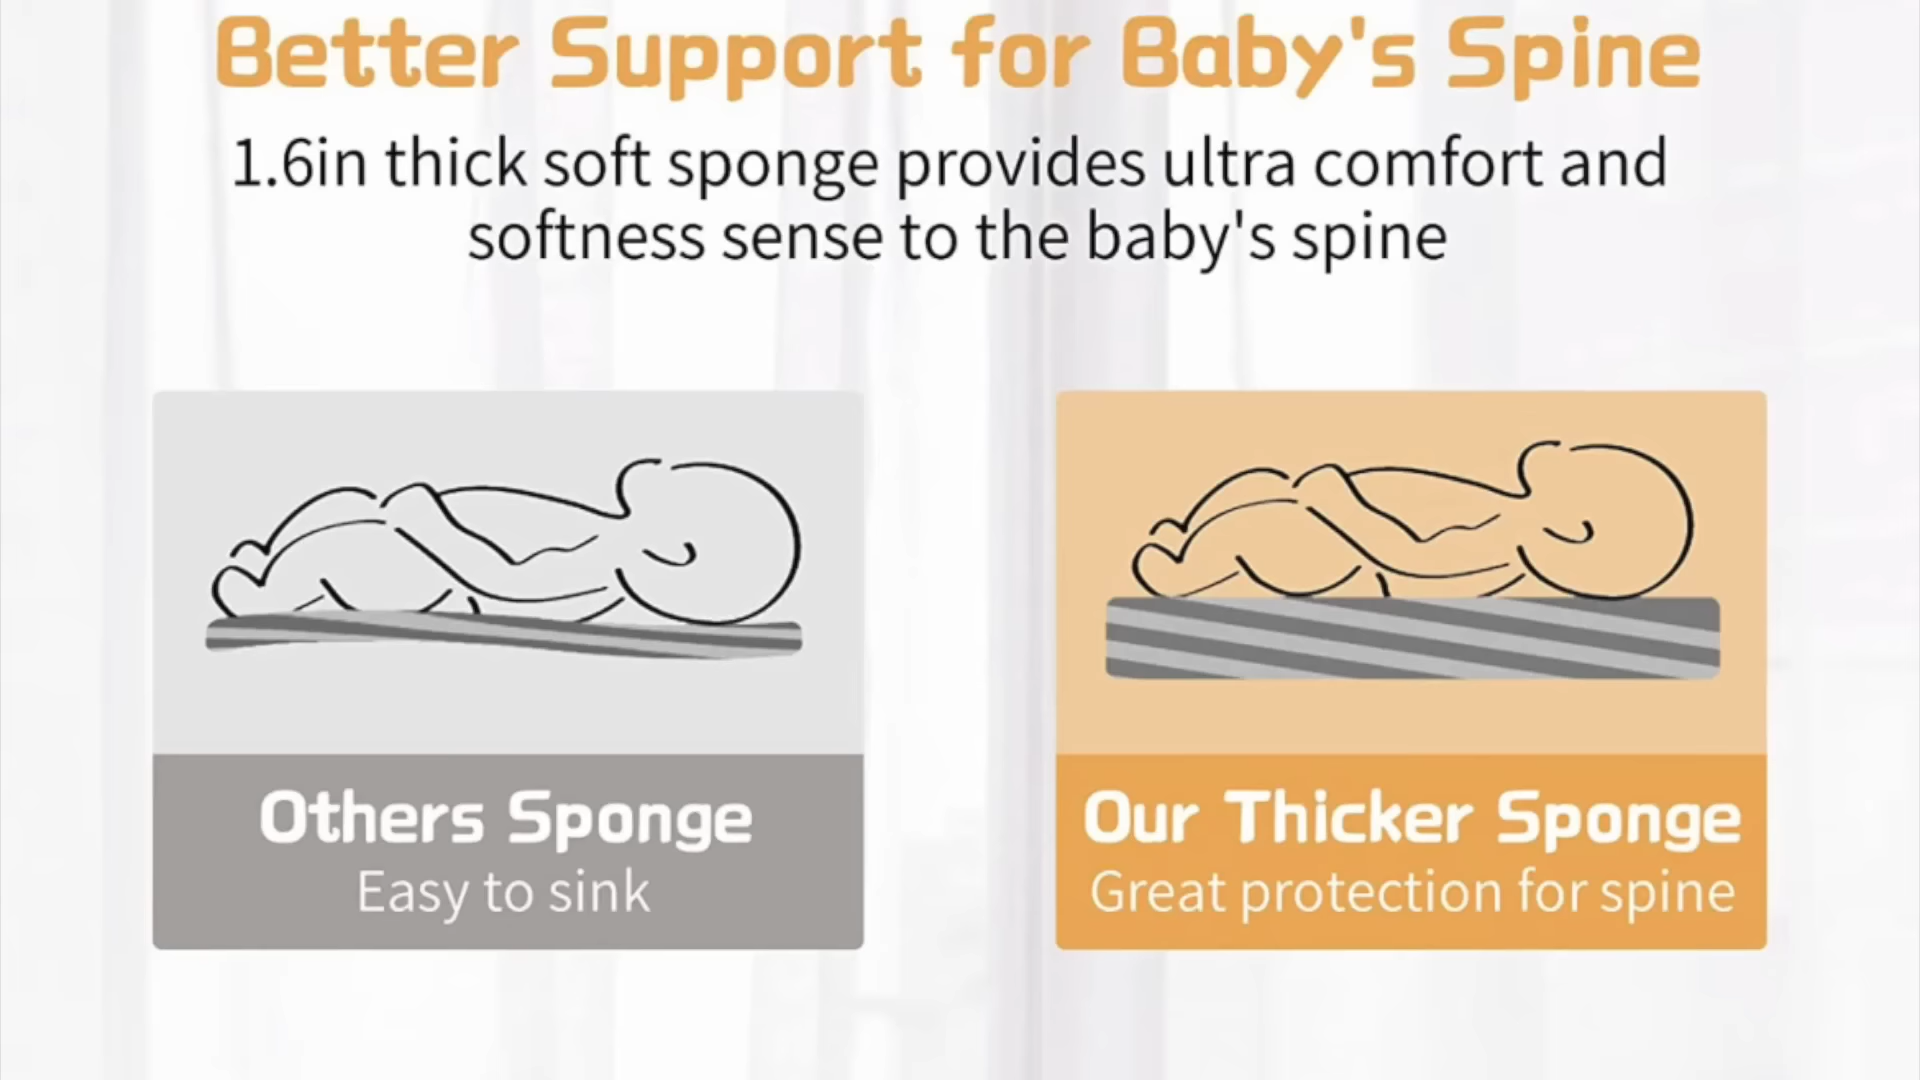 Better Support for Baby's Spine
1.6in thick soft sponge provides ultra comfort and
softness sense to the baby's spine
Others Sponge
Easy to sink
Our Thicker Sponge
Great protection for spine